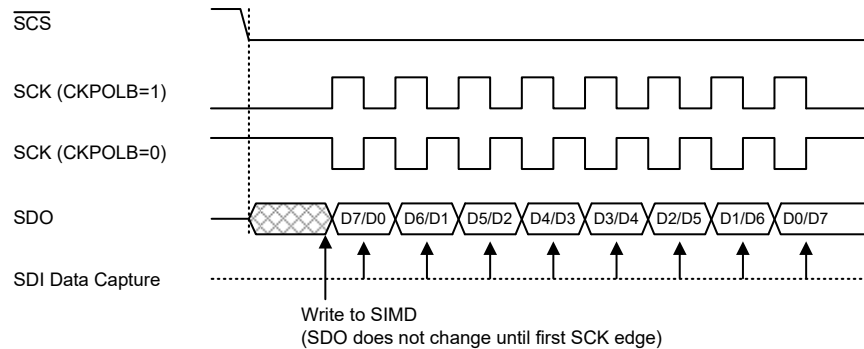 SCS
SCK (CKPOLB=1)
SCK (CKPOLB=0)
SDO
D7/D0 D6/D1 D5/D2 D4/D3 D3/D4 D2/D5 D1/D6 D0/D7
SDI Data Capture
Write to SIMD
(SDO does not change until first SCK edge)